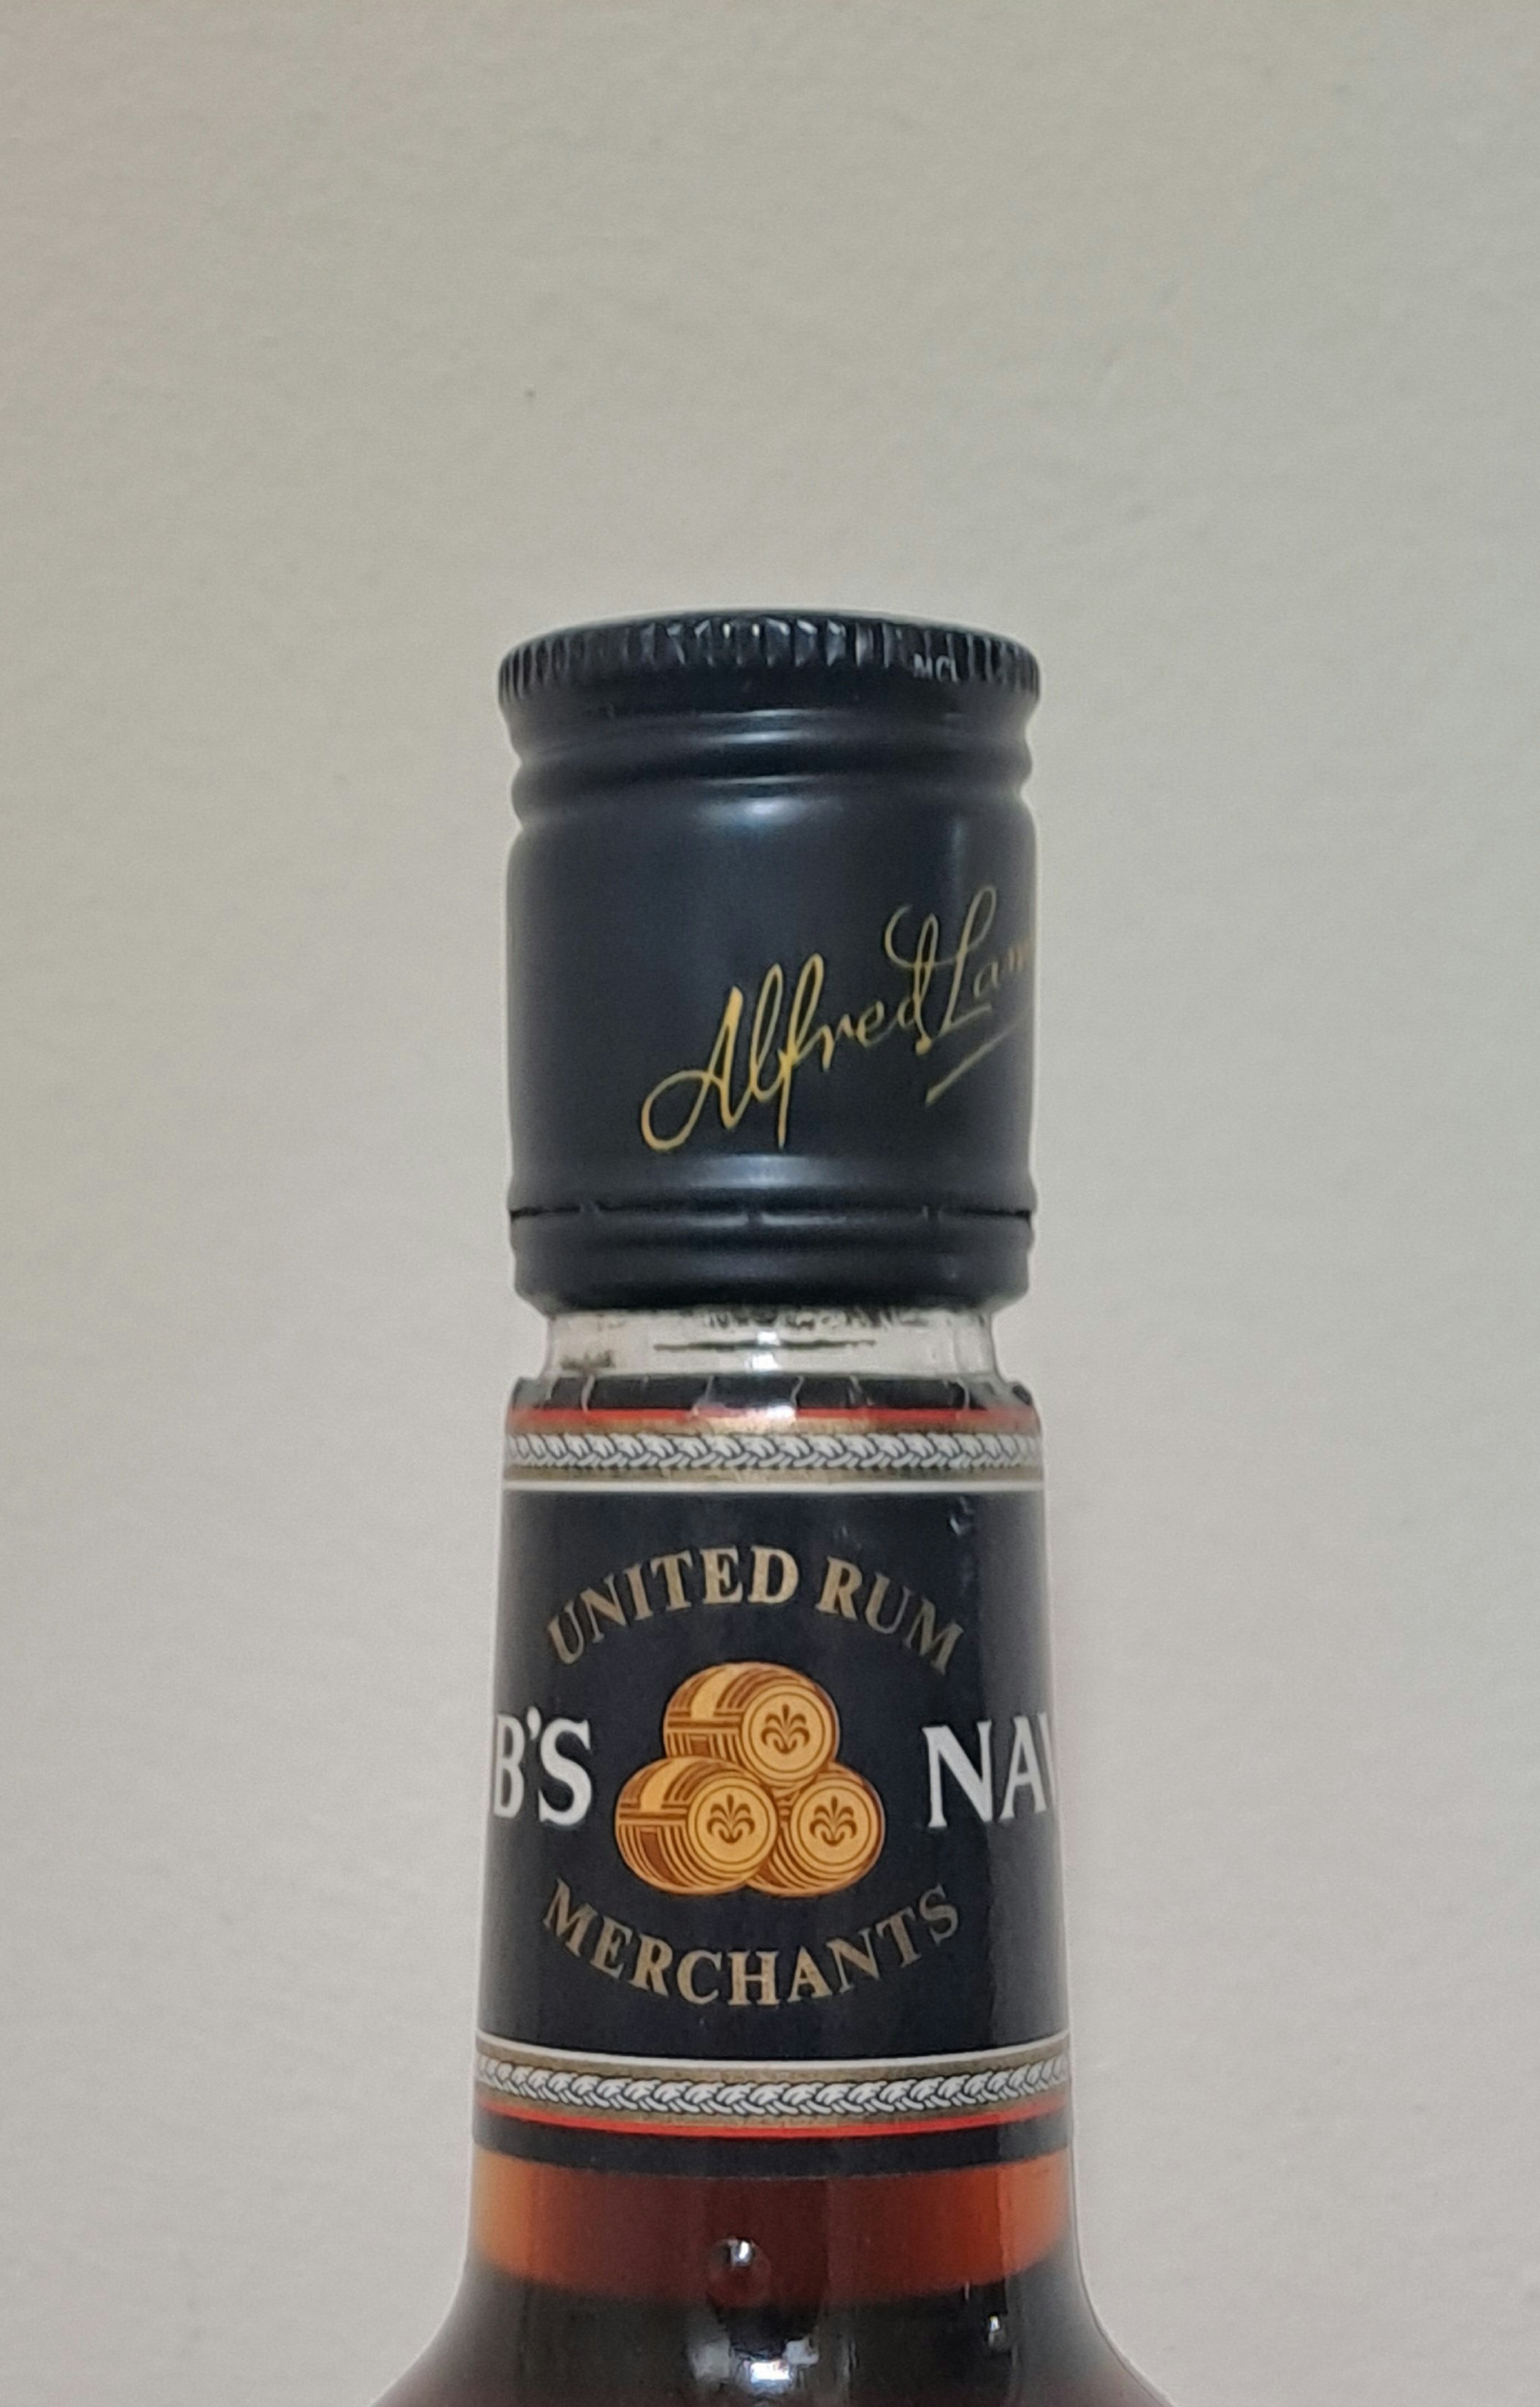 Alfred Lam
UNITED RUM
B'S NAV
MERCHANTS